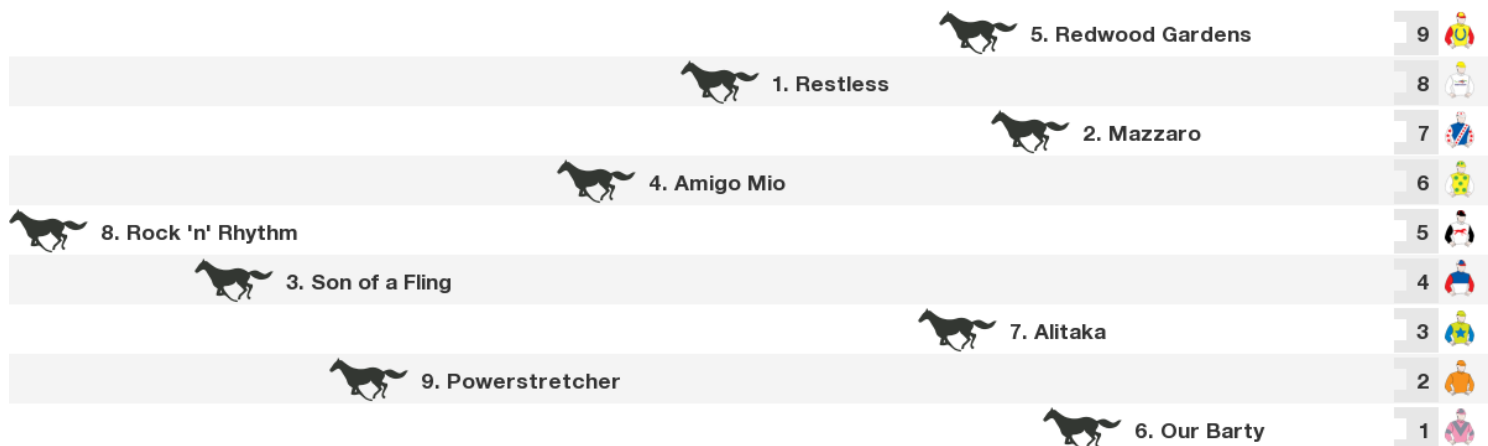 5. Redwood Gardens 9
1. Restless 8
2. Mazzaro 7
4. Amigo Mio 6
8. Rock 'n' Rhythm 5
3. Son of a Fling 4
7. Alitaka 3
9. Powerstretcher 2
6. Our Barty 1